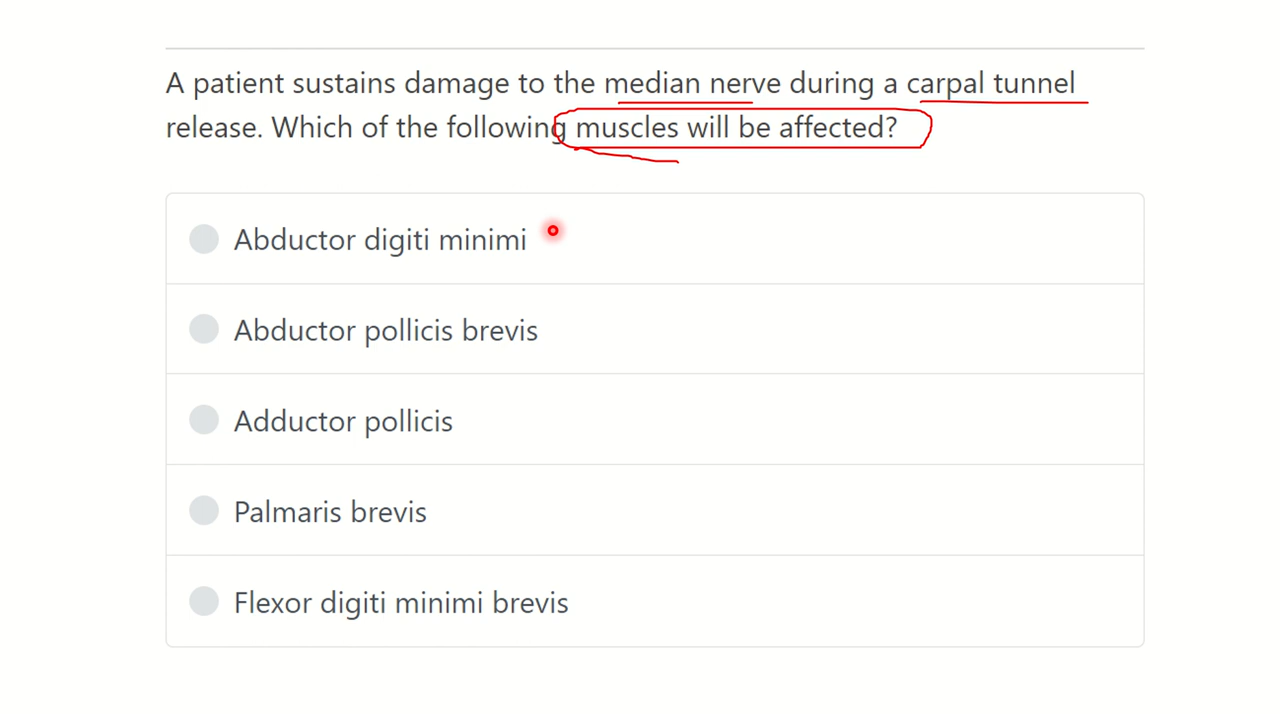 A patient sustains damage to the median nerve during a carpal tunnel
release. Which of the following muscles will be affected?
Abductor digiti minimi
Abductor pollicis brevis
Adductor pollicis
Palmaris brevis
Flexor digiti minimi brevis